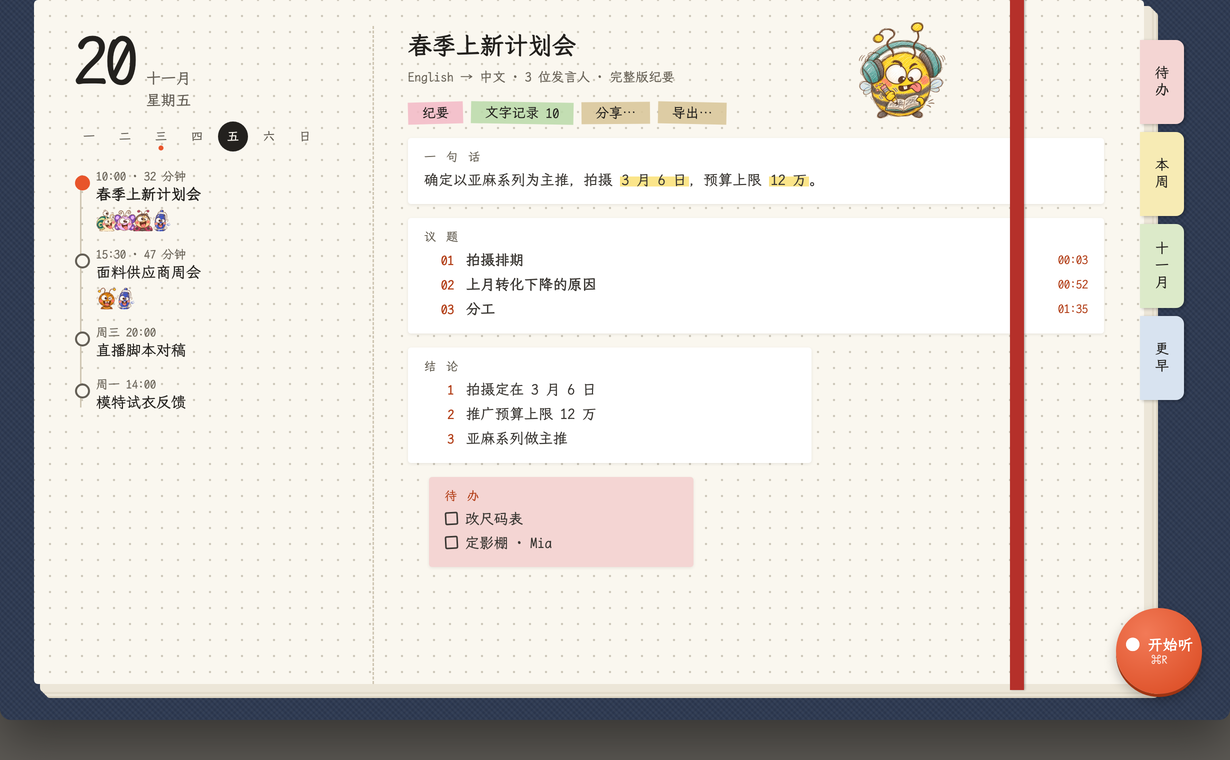 20
十一月
星期五
一 二 三 四 五 六 日
10:00 · 32 分钟
春季上新计划会
15:30 · 47 分钟
面料供应商周会
周三 20:00
直播脚本对稿
周一 14:00
模特试衣反馈
春季上新计划会
English → 中文 · 3 位发言人 · 完整版纪要
纪要 文字记录 10 分享… 导出…
一句话
确定以亚麻系列为主推, 拍摄 3 月 6 日, 预算上限 12 万。
议题
01 拍摄排期 00:03
02 上月转化下降的原因 00:52
03 分工 01:35
结论
1 拍摄定在 3 月 6 日
2 推广预算上限 12 万
3 亚麻系列做主推
待办
改尺码表
定影棚 · Mia
待办
本周
十一月
更早
开始听
⌘R